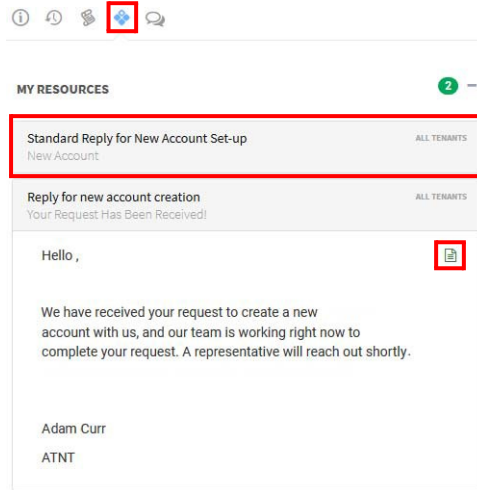 MY RESOURCES 2
Standard Reply for New Account Set-up ALL TENANTS
New Account
Reply for new account creation ALL TENANTS
Your Request Has Been Received!
Hello ,
We have received your request to create a new
account with us, and our team is working right now to
complete your request. A representative will reach out shortly.
Adam Curr
ATNT